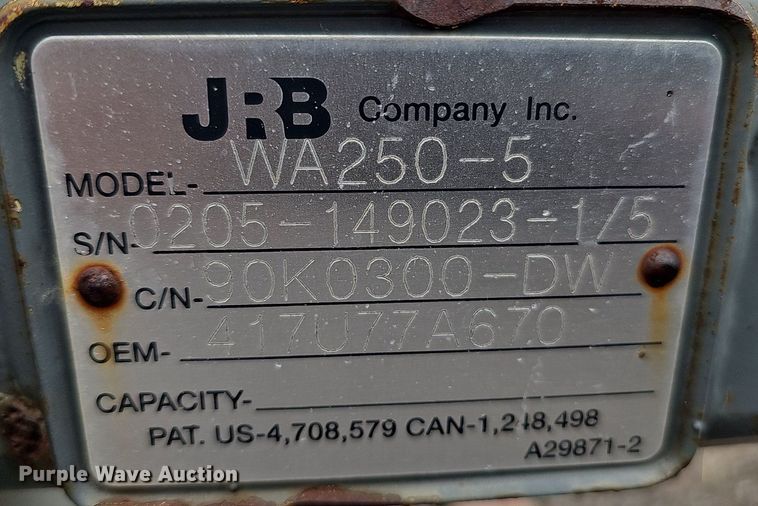 JRB Company Inc.
MODEL- WA250-5
S/N- 0205-149023-1/5
C/N- 90K0300-DW
OEM- 417U77A670
CAPACITY-
PAT. US-4,708,579 CAN-1,248,498
A29871-2
Purple Wave Auction